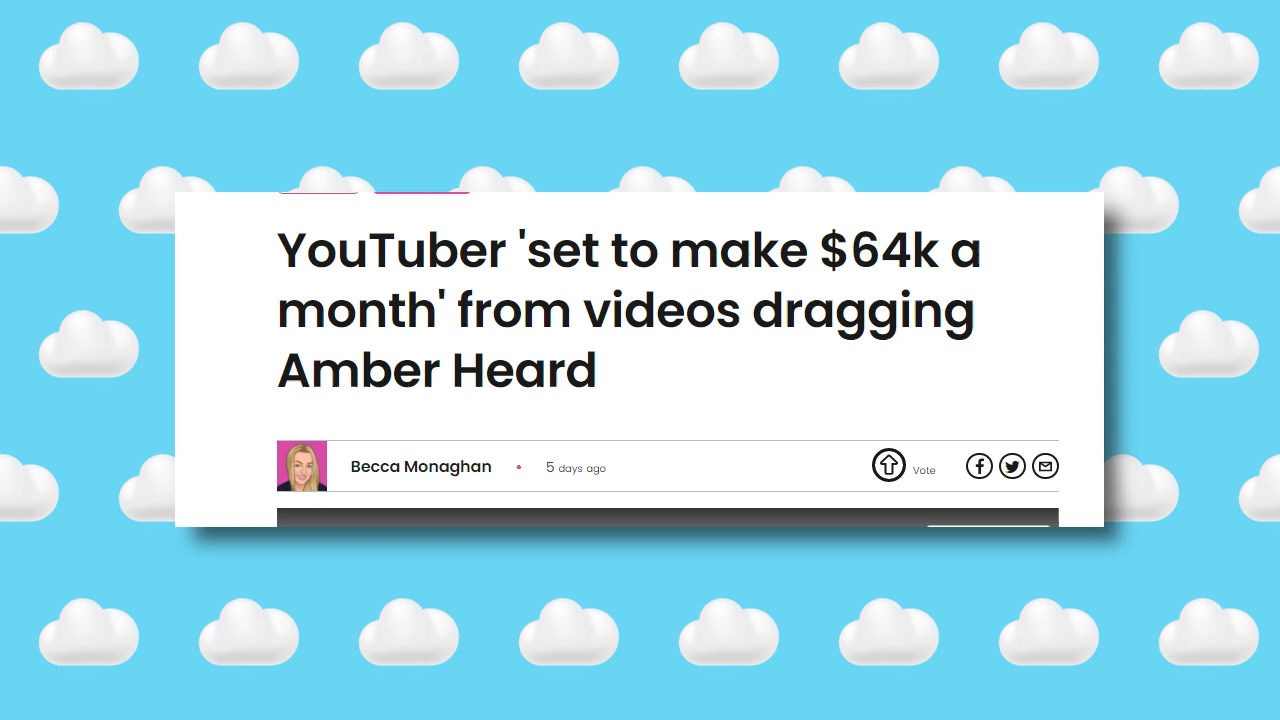 YouTuber 'set to make $64k a
month' from videos dragging
Amber Heard
Becca Monaghan • 5 days ago Vote